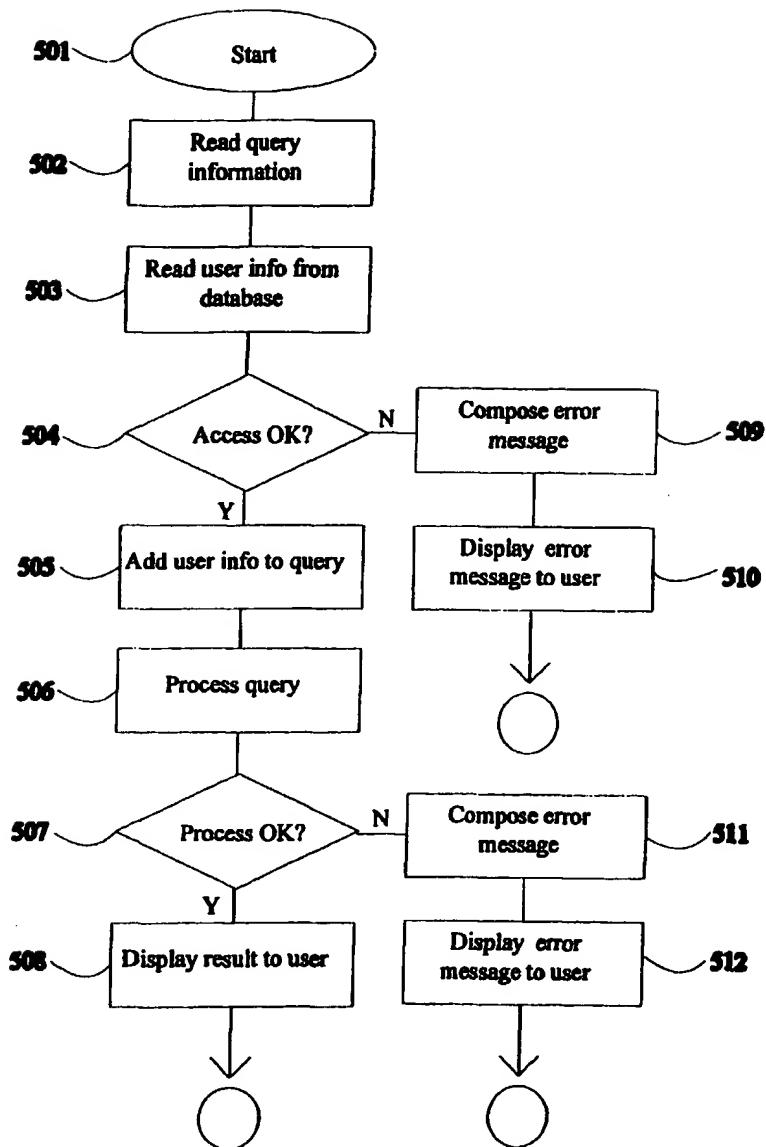 501
Start
502
Read query
information
503
Read user info from
database
504
Access OK?
N
Compose error
message
509
Y
505
Add user info to query
Display error
message to user
510
506
Process query
507
Process OK?
N
Compose error
message
511
Y
508
Display result to user
Display error
message to user
512